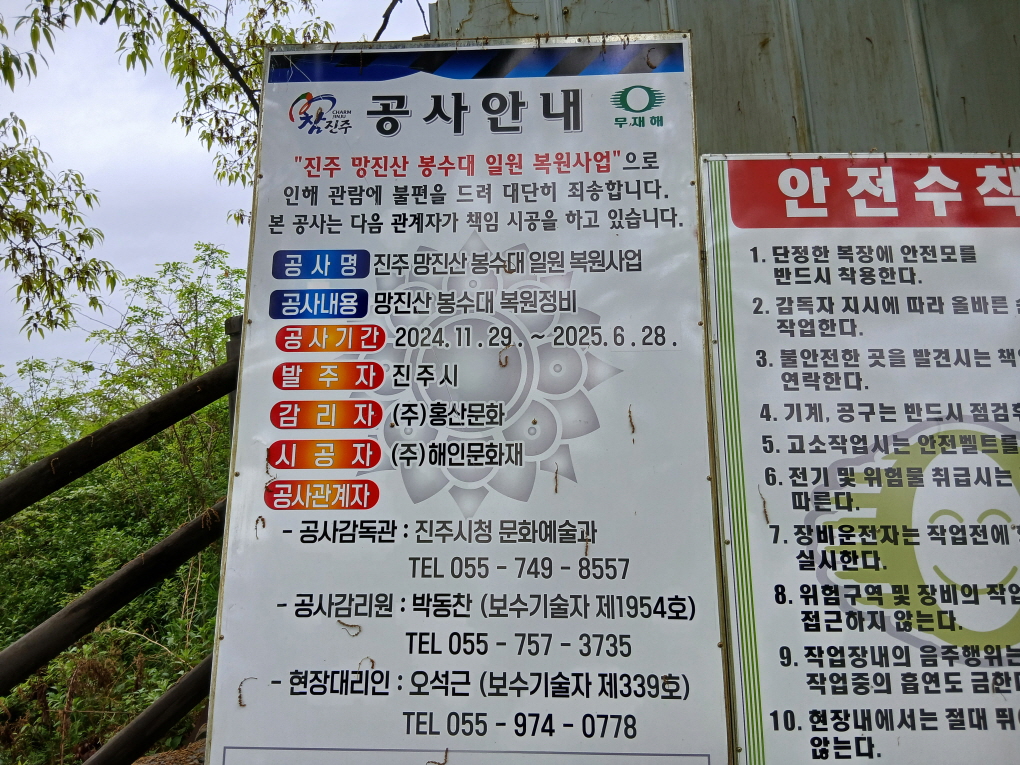 참진주
CHARM
JINJU
공사안내
무재해
"진주 망진산 봉수대 일원 복원사업"으로
인해 관람에 불편을 드려 대단히 죄송합니다.
본 공사는 다음 관계자가 책임 시공을 하고 있습니다.
공사명 진주 망진산 봉수대 일원 복원사업
공사내용 망진산 봉수대 복원정비
공사기간 2024.11.29. ~ 2025.6.28.
발주자 진주시
감리자 (주)홍산문화
시공자 (주)해인문화재
공사관계자
- 공사감독관 : 진주시청 문화예술과
TEL 055 - 749 - 8557
- 공사감리원 : 박동찬 (보수기술자 제1954호)
TEL 055 - 757 - 3735
- 현장대리인 : 오석근 (보수기술자 제339호)
TEL 055 - 974 - 0778
안전수
1. 단정한 복장에 안전모를
반드시 착용한다.
2. 감독자 지시에 따라 올바른
작업한다.
3. 불안전한 곳을 발견시는
연락한다.
4. 기계, 공구는 반드시
5. 고소작업시는 안전벨트를
6. 전기 및 위험물 취급시는
따른다.
7. 장비운전자는 작업전에
실시한다.
8. 위험구역 및 장비의
접근하지 않는다.
9. 작업장내의 음주행위는
작업중의 흡연도
10. 현장내에서는 절대
않는다.